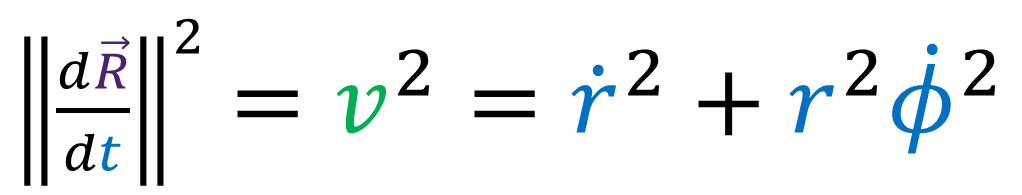 ‖dR⃗/dt‖² = v² = ṙ² + r²ϕ̇²